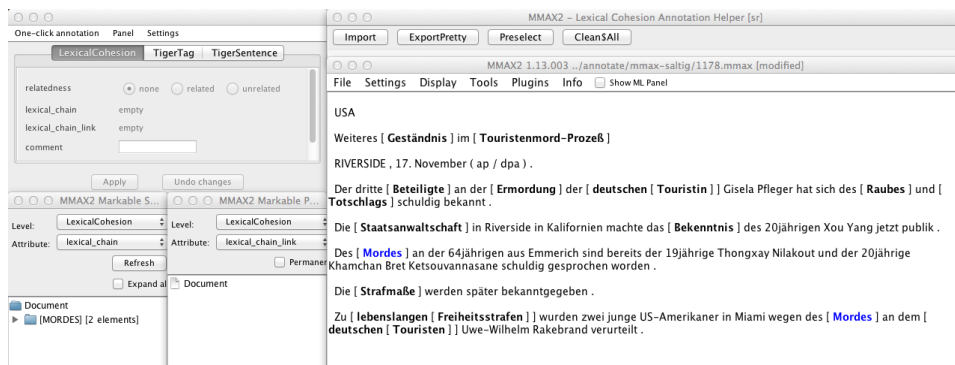 One-click annotation Panel Settings
LexicalCohesion TigerTag TigerSentence
relatedness none related unrelated
lexical_chain empty
lexical_chain_link empty
comment
Apply Undo changes
MMAX2 Markable S...
Level: LexicalCohesion
Attribute: lexical_chain
Refresh
Expand al
Document
[MORDES] [2 elements]
MMAX2 Markable P...
Level: LexicalCohesion
Attribute: lexical_chain_link
Permaner
Document
MMAX2 – Lexical Cohesion Annotation Helper [sr]
Import ExportPretty Preselect Clean$All
MMAX2 1.13.003 ../annotate/mmax-saltig/1178.mmax [modified]
File Settings Display Tools Plugins Info Show ML Panel
USA
Weiteres [ Geständnis ] im [ Touristenmord-Prozeß ]
RIVERSIDE , 17. November ( ap / dpa ) .
Der dritte [ Beteiligte ] an der [ Ermordung ] der [ deutschen [ Touristin ] ] Gisela Pfleger hat sich des [ Raubes ] und [
Totschlags ] schuldig bekannt .
Die [ Staatsanwaltschaft ] in Riverside in Kalifornien machte das [ Bekenntnis ] des 20jährigen Xou Yang jetzt publik .
Des [ Mordes ] an der 64jährigen aus Emmerich sind bereits der 19jährige Thongxay Nilakout und der 20jährige
Khamchan Bret Ketsouvannasane schuldig gesprochen worden .
Die [ Strafmaße ] werden später bekanntgegeben .
Zu [ lebenslangen [ Freiheitsstrafen ] ] wurden zwei junge US-Amerikaner in Miami wegen des [ Mordes ] an dem [
deutschen [ Touristen ] ] Uwe-Wilhelm Rakebrand verurteilt .